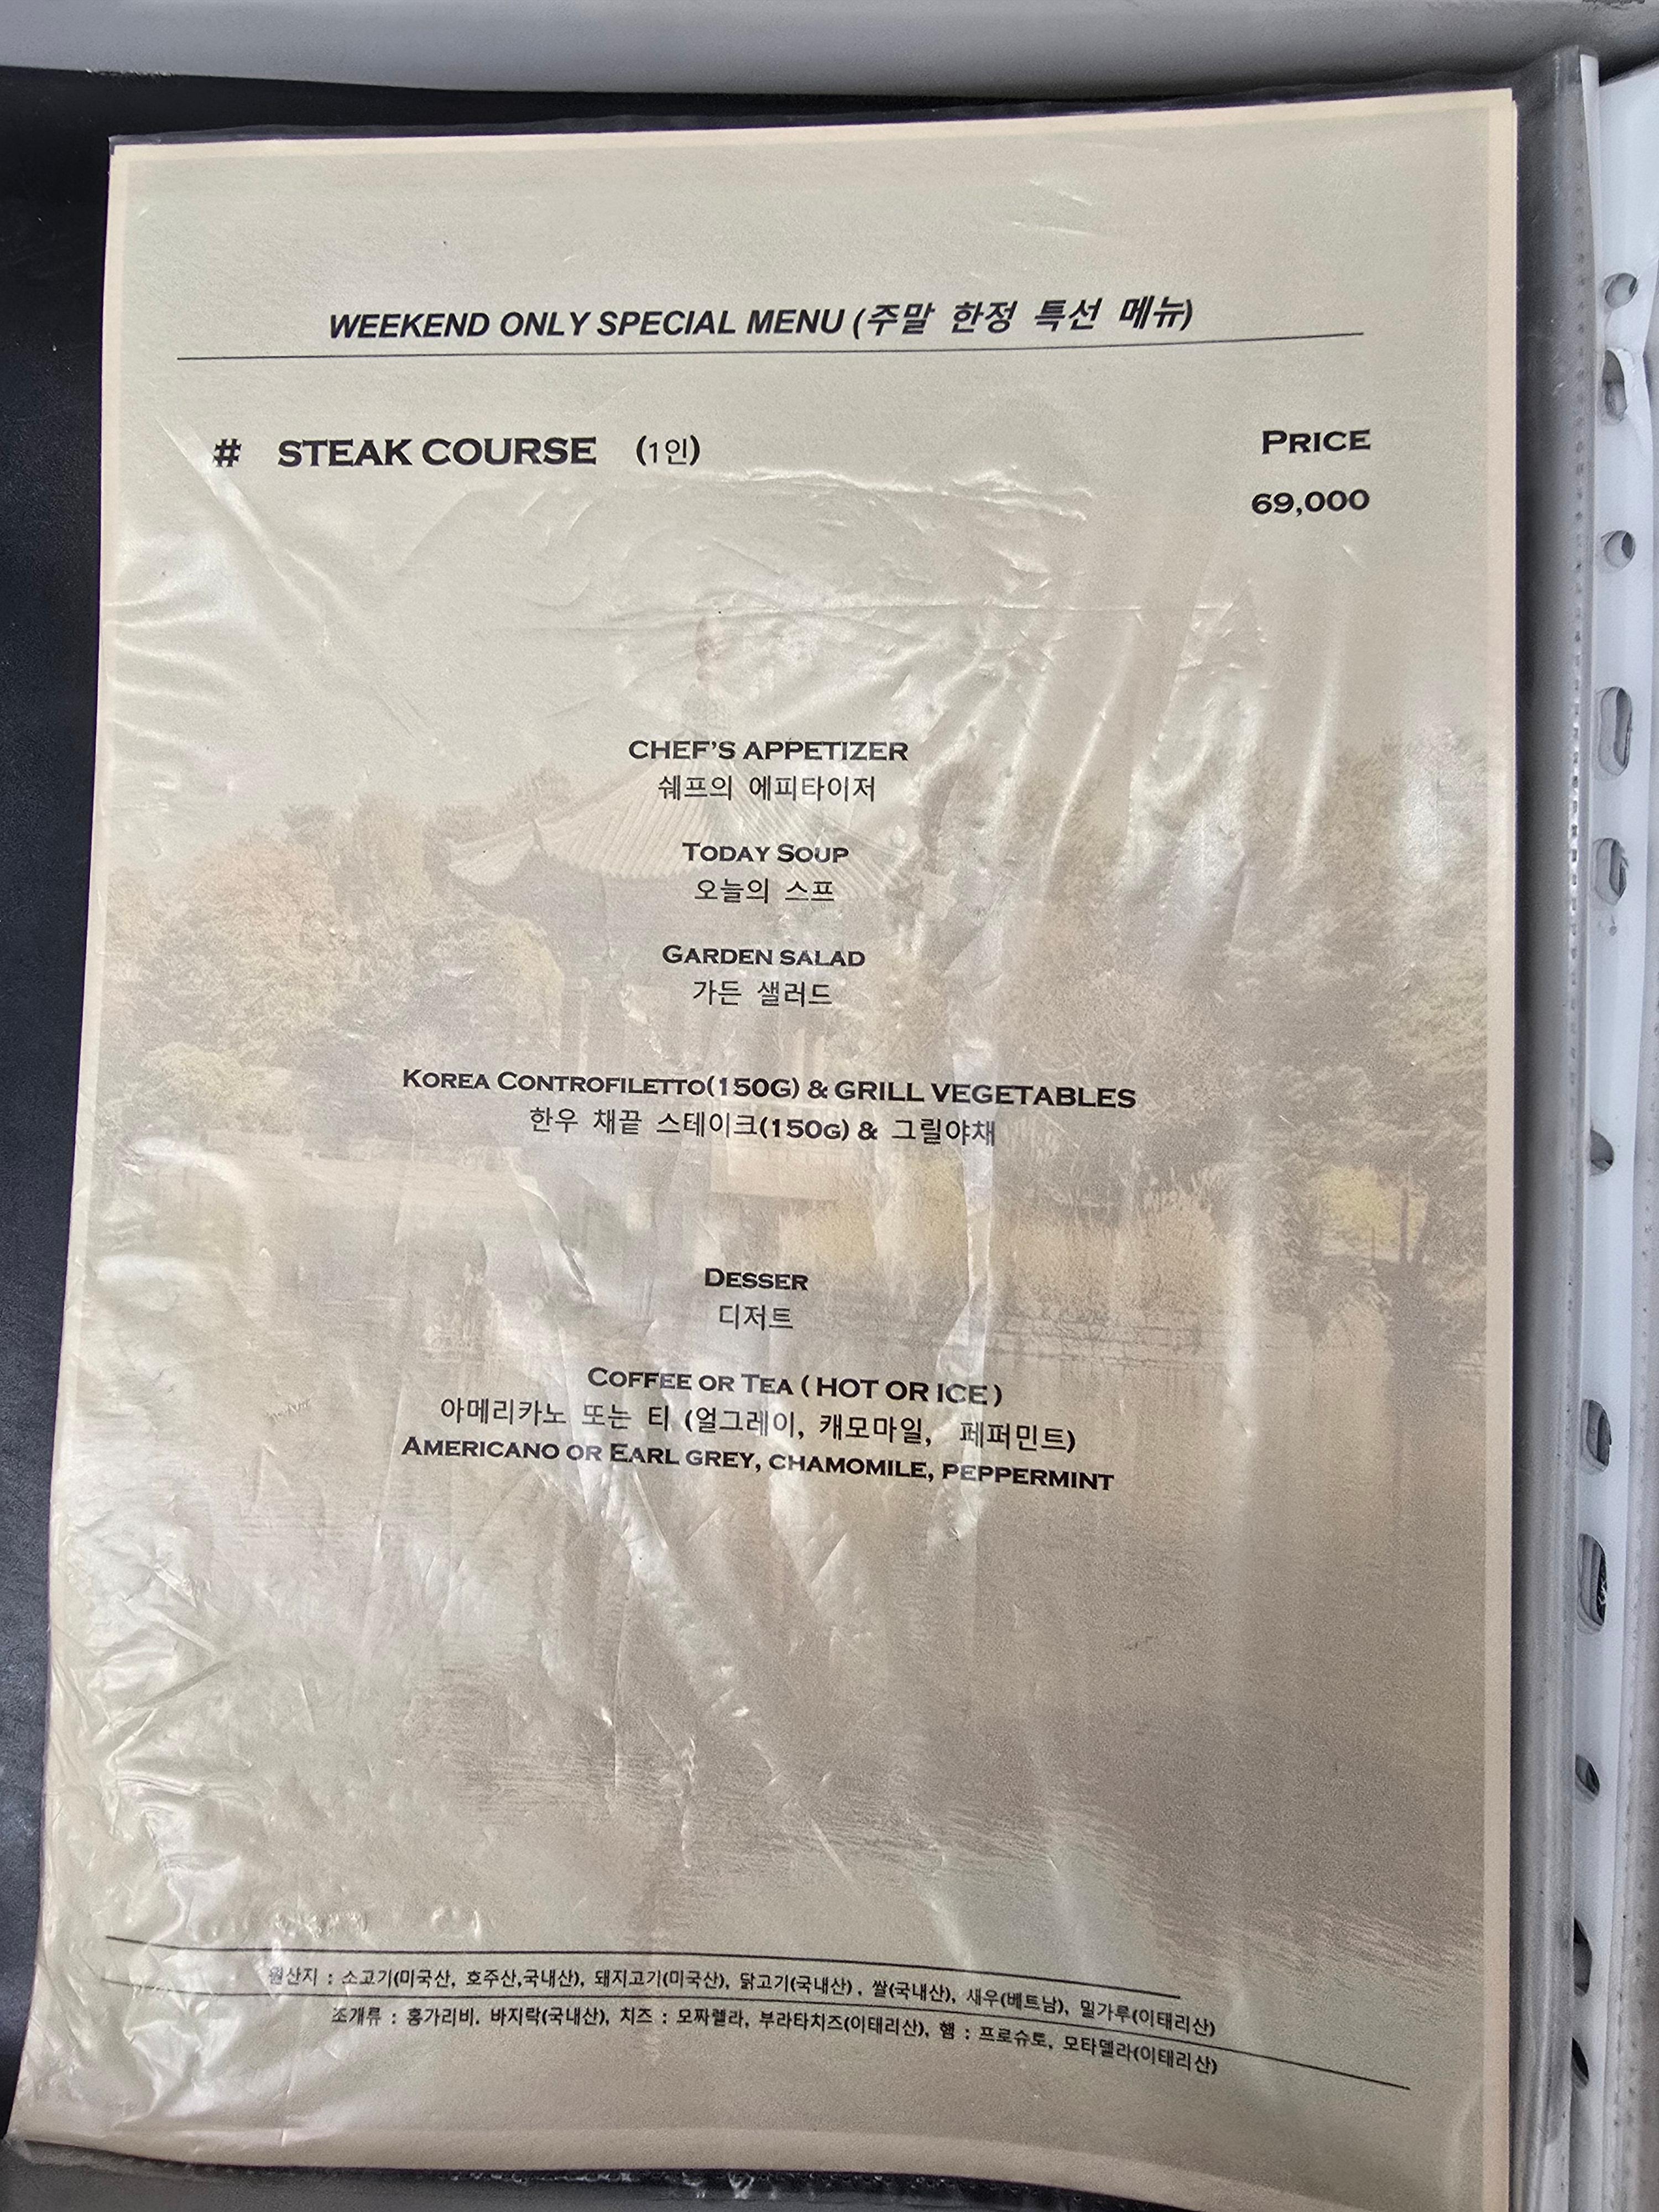 WEEKEND ONLY SPECIAL MENU (주말 한정 특선 메뉴)
# STEAK COURSE (1인)
PRICE
69,000
CHEF'S APPETIZER
쉐프의 에피타이저
TODAY SOUP
오늘의 스프
GARDEN SALAD
가든 샐러드
KOREA CONTROFILETTO(150G) & GRILL VEGETABLES
한우 채끝 스테이크(150G) & 그릴야채
DESSER
디저트
COFFEE OR TEA ( HOT OR ICE )
아메리카노 또는 티 (얼그레이, 캐모마일, 페퍼민트)
AMERICANO OR EARL GREY, CHAMOMILE, PEPPERMINT
원산지 : 소고기(미국산, 호주산,국내산), 돼지고기(미국산), 닭고기(국내산), 쌀(국내산), 새우(베트남), 밀가루(이태리산)
조개류 : 홍가리비, 바지락(국내산), 치즈 : 모짜렐라, 부라타치즈(이태리산), 햄 : 프로슈토, 모타델라(이태리산)